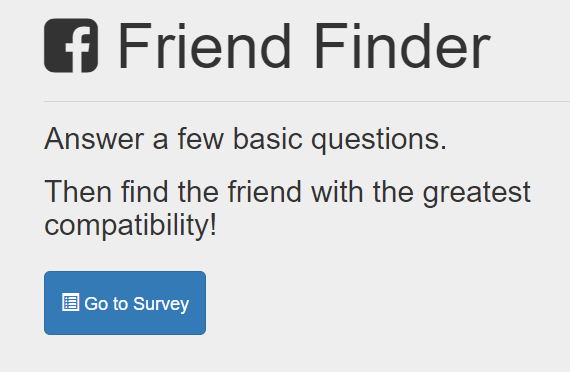 Friend Finder
Answer a few basic questions.
Then find the friend with the greatest
compatibility!
Go to Survey